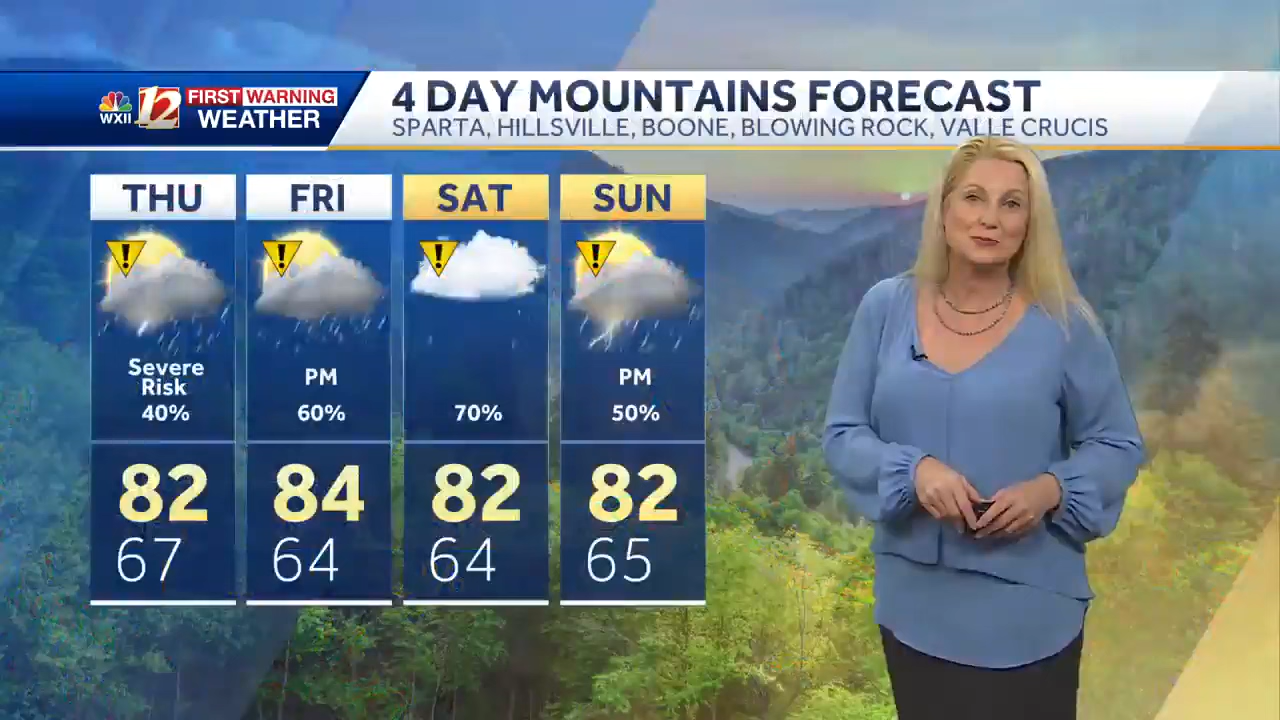 4 DAY MOUNTAINS FORECAST
SPARTA, HILLSVILLE, BOONE, BLOWING ROCK, VALLE CRUCIS
WXII 12 FIRST WARNING
WEATHER
THU FRI SAT SUN
! ! ! !
Severe
Risk PM PM
40% 60% 70% 50%
82 84 82 82
67 64 64 65